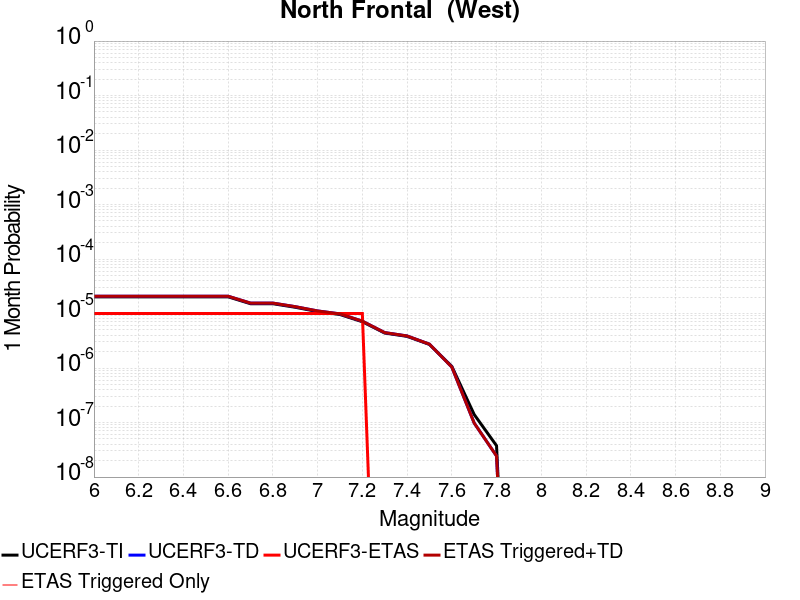 North Frontal  (West)
10^0
10^-1
10^-2
10^-3
10^-4
10^-5
10^-6
10^-7
10^-8
1 Month Probability
6 6.2 6.4 6.6 6.8 7 7.2 7.4 7.6 7.8 8 8.2 8.4 8.6 8.8 9
Magnitude
UCERF3-TI UCERF3-TD UCERF3-ETAS ETAS Triggered+TD
ETAS Triggered Only